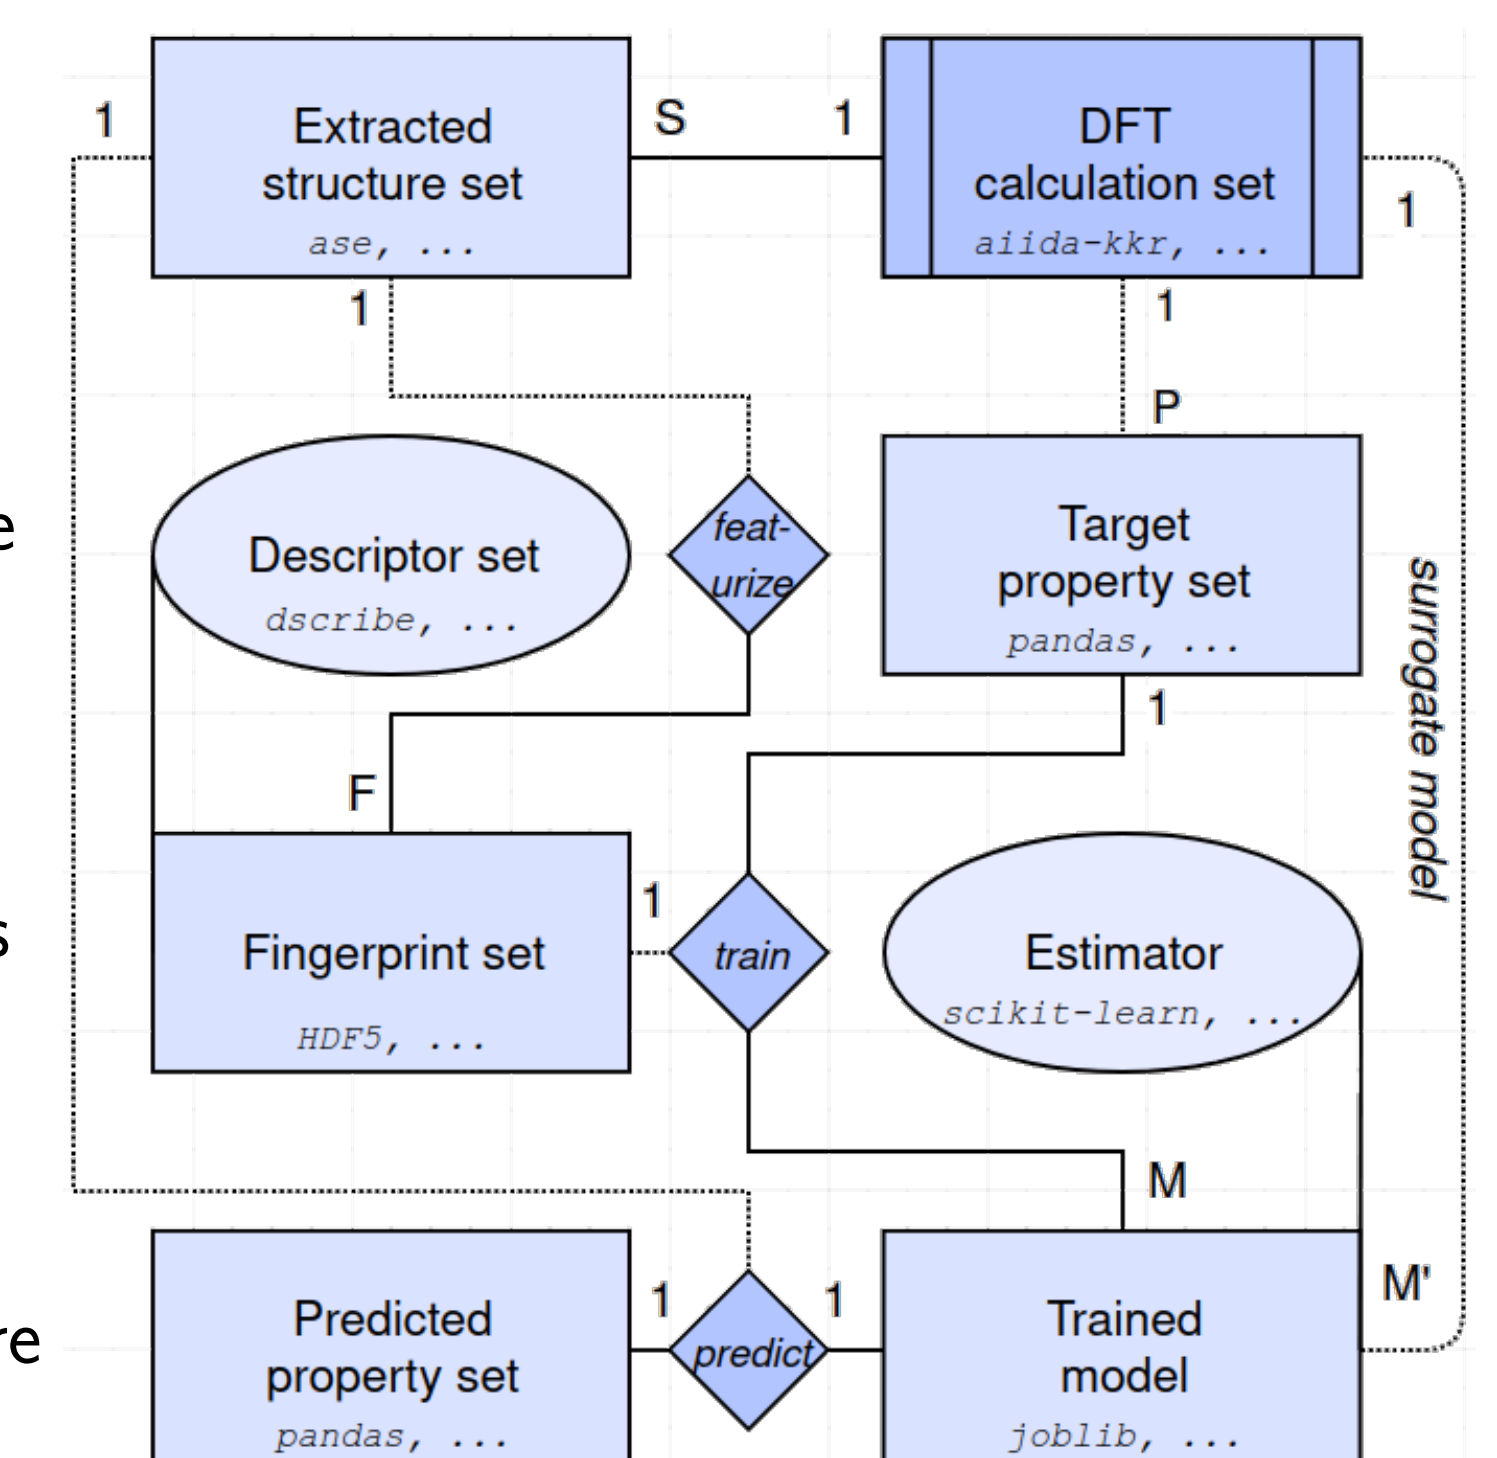 1
Extracted
structure set
ase, ...
S
1
DFT
calculation set
aiida-kkr, ...
1
1
1
P
e
Descriptor set
dscribe, ...
feat-
urize
Target
property set
pandas, ...
surrogate model
1
F
s
Fingerprint set
HDF5, ...
1
train
Estimator
scikit-learn, ...
M
re
Predicted
property set
pandas, ...
1
predict
1
Trained
model
joblib, ...
M'